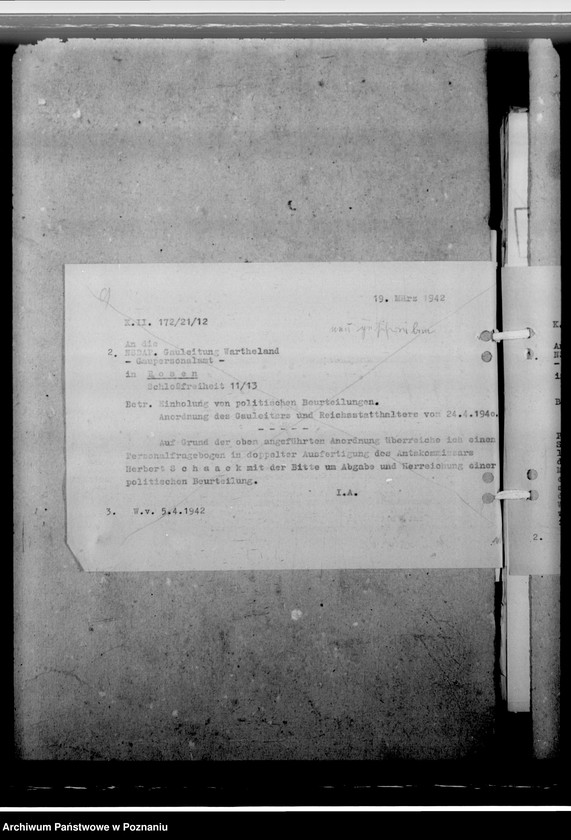 91
19. März 1942
K.II. 172/21/12
An die
2. NSDAP. Gauleitung Wartheland
- Gaupersonalamt -
in P o s e n
Schloßfreiheit 11/13
Betr. Einholung von politischen Beurteilungen.
Anordnung des Gauleiters und Reichsstatthalters vom 24.4.1940.
- - - - -
Auf Grund der oben angeführten Anordnung überreiche ich einen
Personalfragebogen in doppelter Ausfertigung des Amtskommissars
Herbert S c h a a c k mit der Bitte um Abgabe und Herreichung einer
politischen Beurteilung.
I.A.
3. W.v. 5.4.1942
K.
2.
Archiwum Państwowe w Poznaniu